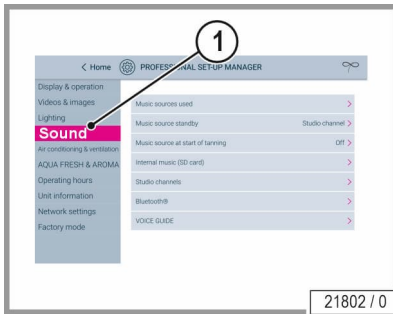 1
< Home PROFESSIONAL SET-UP MANAGER
Display & operation
Videos & images
Lighting
Sound
Air conditioning & ventilation
AQUA FRESH & AROMA
Operating hours
Unit information
Network settings
Factory mode
Music sources used >
Music source standby Studio channel >
Music source at start of tanning Off >
Internal music (SD card) >
Studio channels >
Bluetooth® >
VOICE GUIDE >
21802 / 0